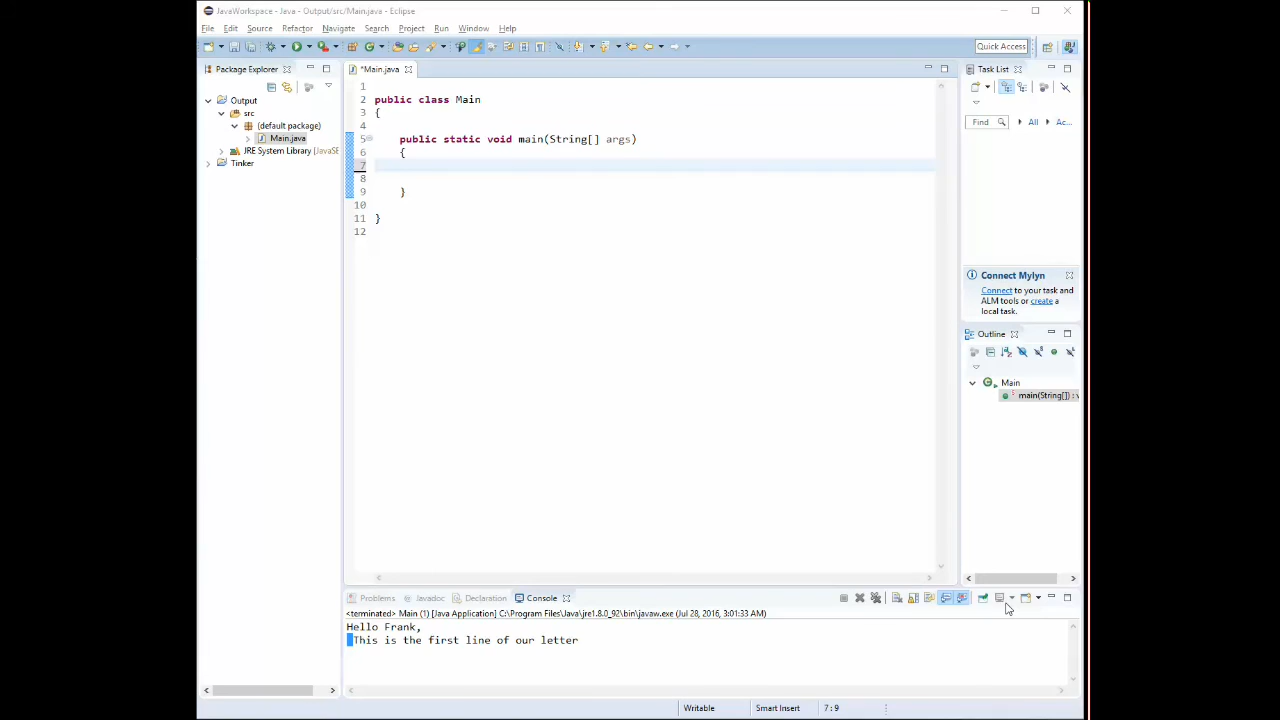 JavaWorkspace - Java - Output/src/Main.java - Eclipse
File Edit Source Refactor Navigate Search Project Run Window Help
Quick Access
Package Explorer
Output
src
(default package)
Main.java
JRE System Library [JavaSE
Tinker
*Main.java
1
2 public class Main
3 {
4
5 public static void main(String[] args)
6 {
7
8
9 }
10
11 }
12
Task List
Find All Ac...
Connect Mylyn
Connect to your task and
ALM tools or create a
local task.
Outline
Main
main(String[]) : v
Problems Javadoc Declaration Console
<terminated> Main (1) [Java Application] C:\Program Files\Java\jre1.8.0_92\bin\javaw.exe (Jul 28, 2016, 3:01:33 AM)
Hello Frank,
This is the first line of our letter
Writable Smart Insert 7 : 9